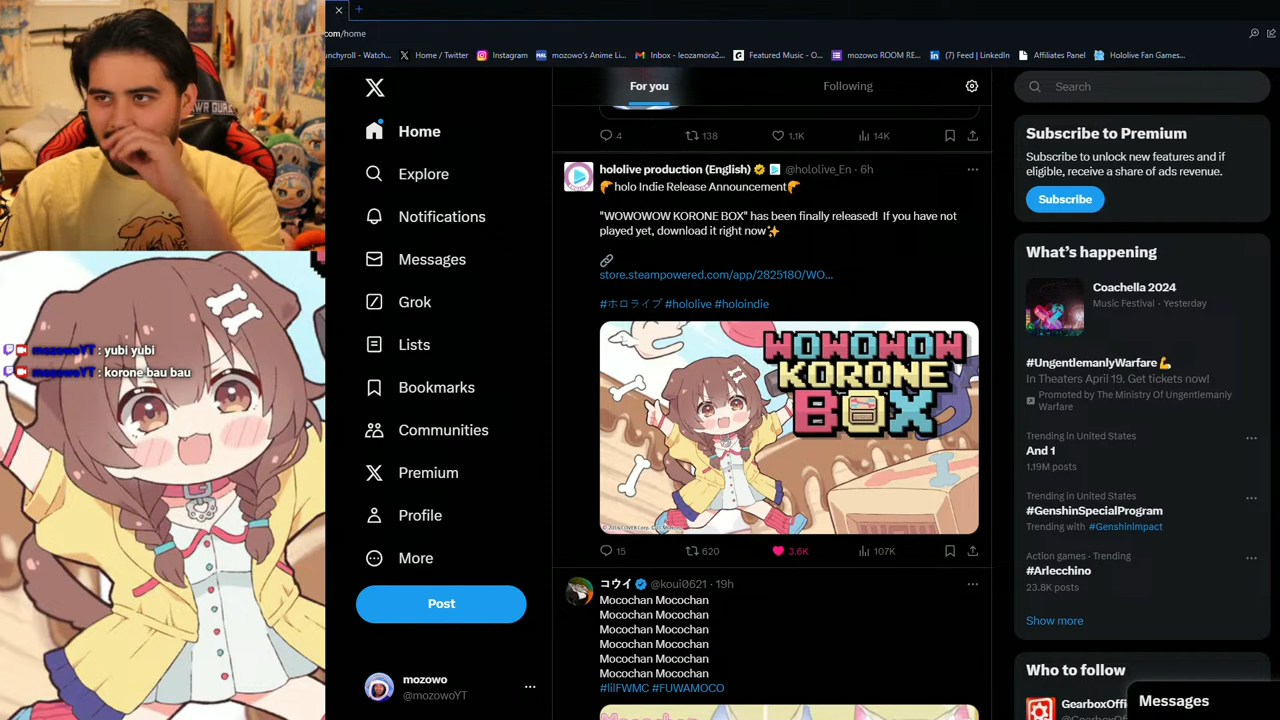 com/home
nchyroll - Watch...
Home / Twitter
Instagram
mozowo's Anime Li...
Inbox - leozamora2...
Featured Music - O...
mozowo ROOM RE...
(7) Feed | LinkedIn
Affiliates Panel
Hololive Fan Games...
AWR GURA
mozowoYT : yubi yubi
mozowoYT : korone bau bau
Home
Explore
Notifications
Messages
Grok
Lists
Bookmarks
Communities
Premium
Profile
More
Post
mozowo
@mozowoYT
For you
Following
4
138
1.1K
14K
hololive production (English) @hololive_En · 6h
🥐holo Indie Release Announcement🥐
"WOWOWOW KORONE BOX" has been finally released! If you have not
played yet, download it right now✨
🔗
store.steampowered.com/app/2825180/WO...
#ホロライブ #hololive #holoindie
WOWOWOW
KORONE
BOX
15
620
3.6K
107K
コウイ @koui0621 · 19h
Mocochan Mocochan
Mocochan Mocochan
Mocochan Mocochan
Mocochan Mocochan
Mocochan Mocochan
Mocochan Mocochan
#lilFWMC #FUWAMOCO
Mocochan
Search
Subscribe to Premium
Subscribe to unlock new features and if
eligible, receive a share of ads revenue.
Subscribe
What's happening
Coachella 2024
Music Festival · Yesterday
#UngentlemanlyWarfare💪
In Theaters April 19. Get tickets now!
Promoted by The Ministry Of Ungentlemanly
Warfare
Trending in United States
And 1
1.19M posts
Trending in United States
#GenshinSpecialProgram
Trending with #GenshinImpact
Action games · Trending
#Arlecchino
23.8K posts
Show more
Who to follow
GearboxOffi
Messages